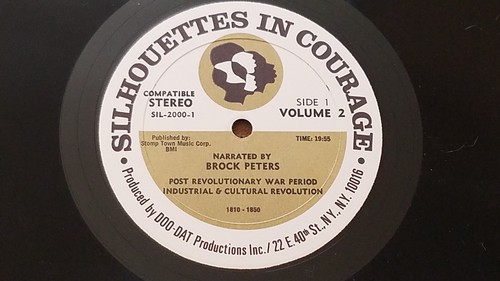 • SILHOUETTES IN COURAGE •
COMPATIBLE
STEREO
SIL-2000-1
SIDE 1
VOLUME 2
Published by:
Stomp Town Music Corp.
BMI
TIME: 19:55
NARRATED BY
BROCK PETERS
POST REVOLUTIONARY WAR PERIOD
INDUSTRIAL & CULTURAL REVOLUTION
1810 - 1850
Produced by DOO-DAT Productions Inc./ 22 E.40th St., NY., N.Y. 10016